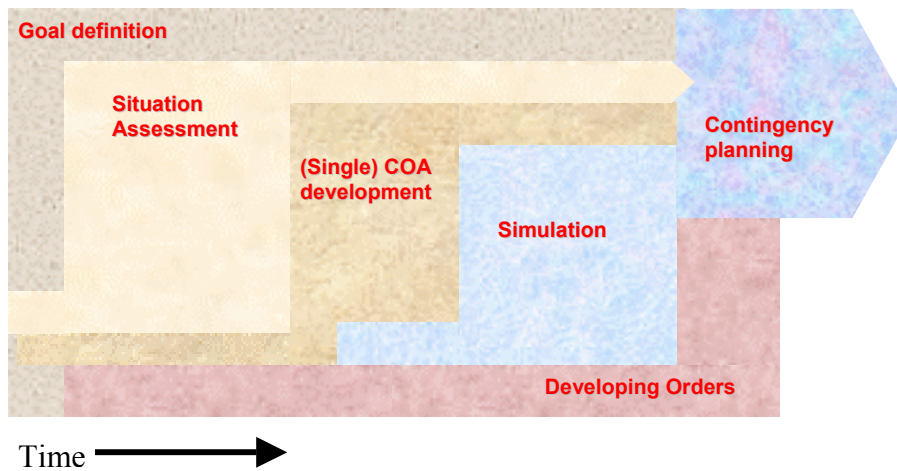 Goal definition
Situation
Assessment
(Single) COA
development
Simulation
Contingency
planning
Developing Orders
Time